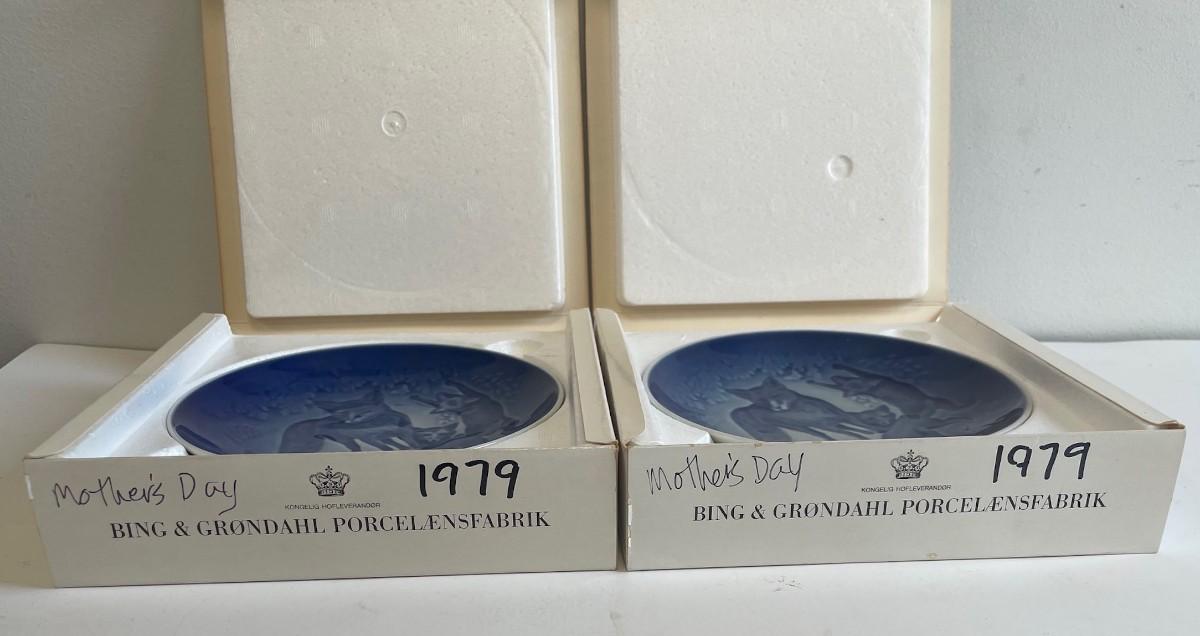 Mother's Day
1979
KONGELIG HOFLEVERANDØR
BING & GRØNDAHL PORCELÆNSFABRIK
Mother's Day
1979
KONGELIG HOFLEVERANDØR
BING & GRØNDAHL PORCELÆNSFABRIK